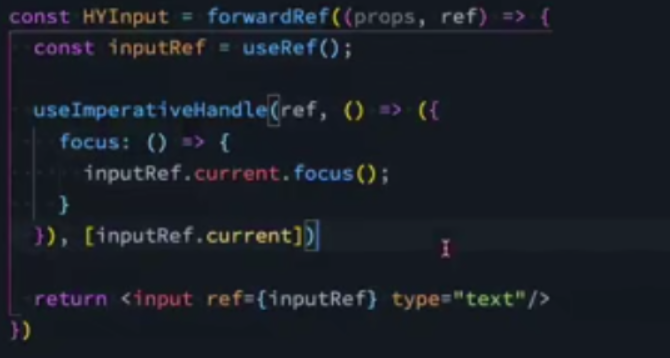 const HYInput = forwardRef((props, ref) => {
  const inputRef = useRef();

  useImperativeHandle(ref, () => ({
    focus: () => {
      inputRef.current.focus();
    }
  }), [inputRef.current])

  return <input ref={inputRef} type="text"/>
})